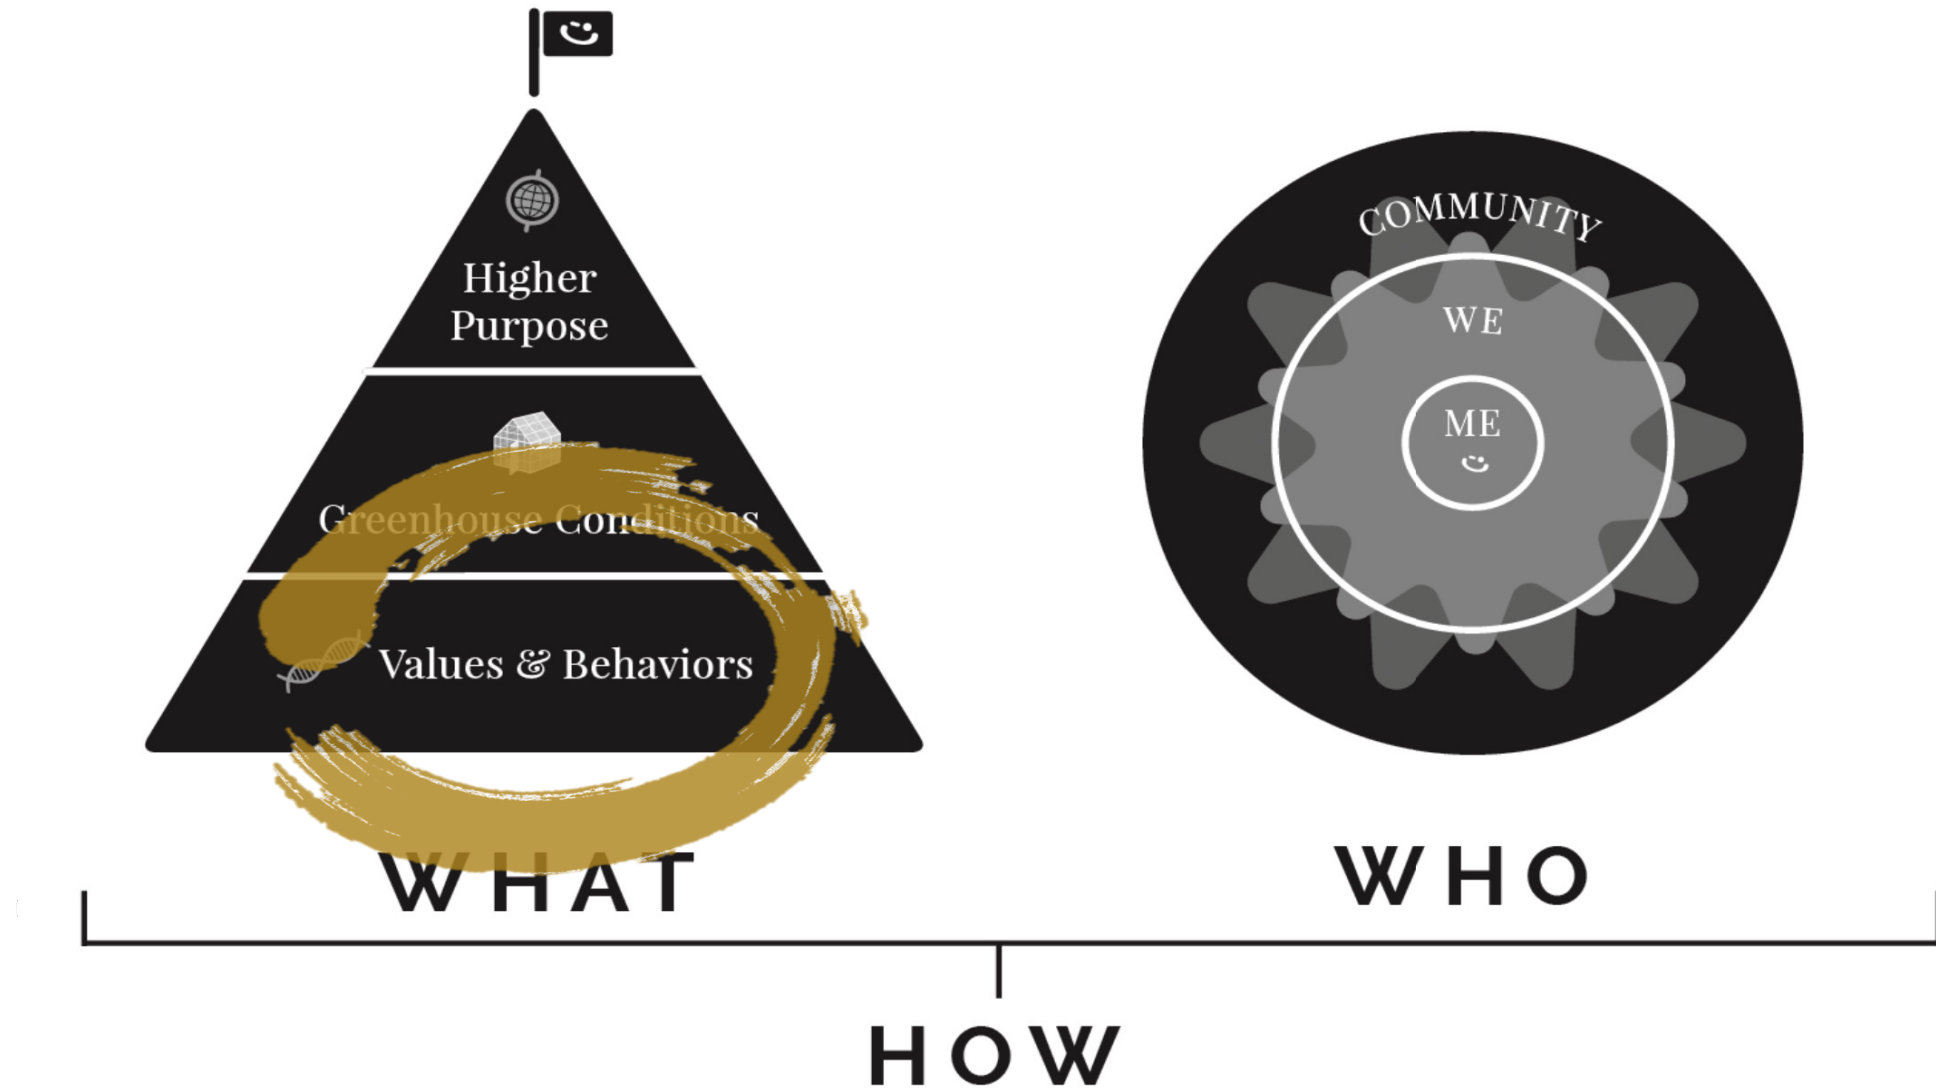 Higher
Purpose
Greenhouse Conditions
Values & Behaviors
WHAT
COMMUNITY
WE
ME
WHO
HOW